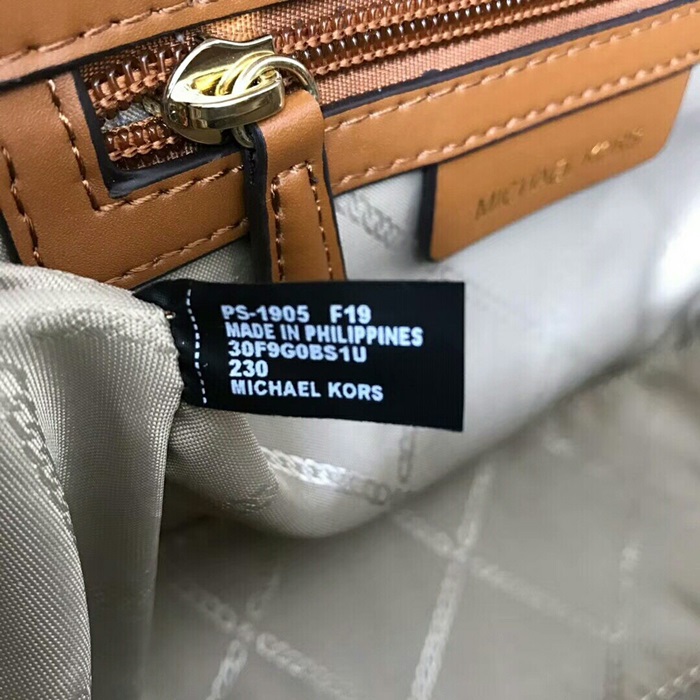 MICHAEL KORS
PS-1905 F19
MADE IN PHILIPPINES
30F9G0BS1U
230
MICHAEL KORS